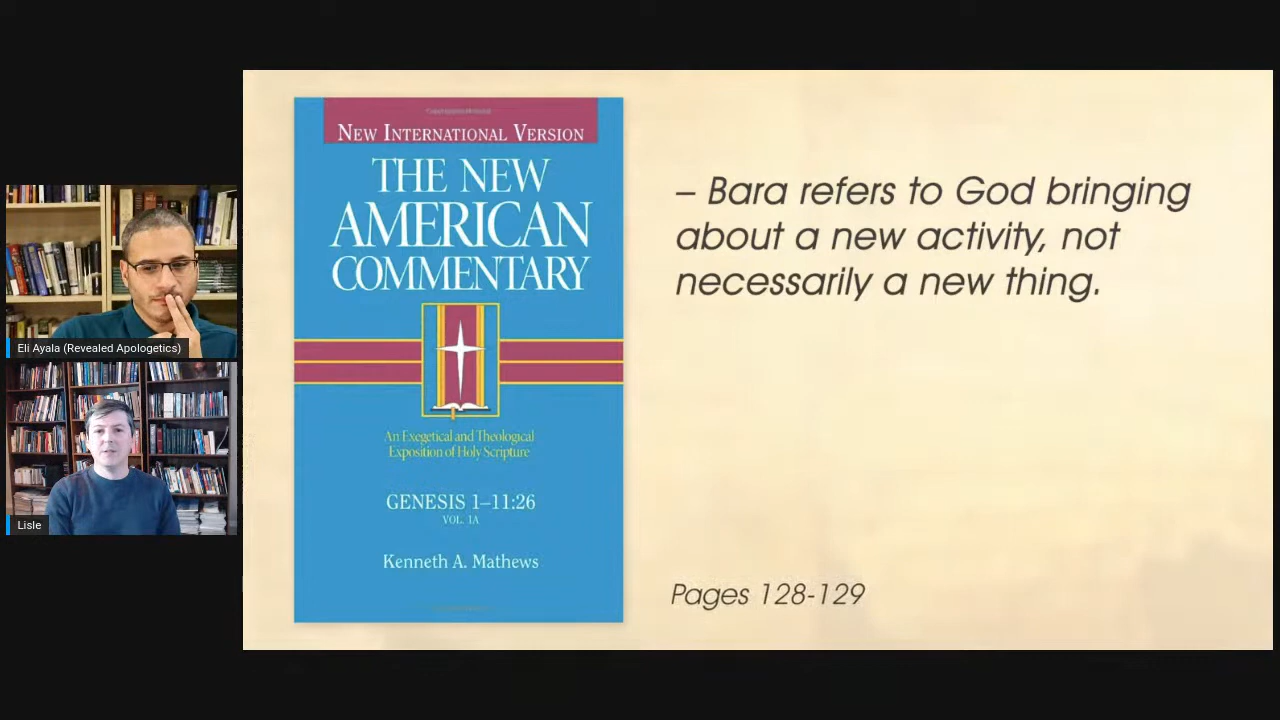 NEW INTERNATIONAL VERSION
THE NEW
AMERICAN
COMMENTARY
An Exegetical and Theological
Exposition of Holy Scripture
GENESIS 1–11:26
VOL. 1A
Kenneth A. Mathews
– Bara refers to God bringing
about a new activity, not
necessarily a new thing.
Pages 128-129
Eli Ayala (Revealed Apologetics)
Lisle